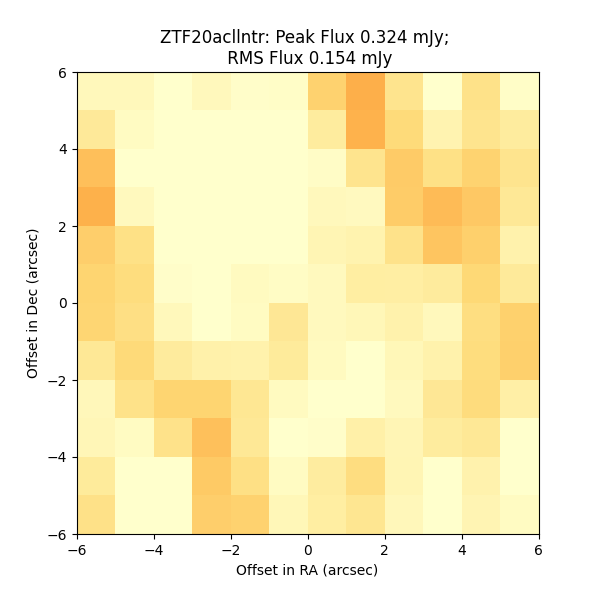 ZTF20acllntr: Peak Flux 0.324 mJy;
RMS Flux 0.154 mJy
6
4
2
0
−2
−4
−6
Offset in Dec (arcsec)
−6 −4 −2 0 2 4 6
Offset in RA (arcsec)